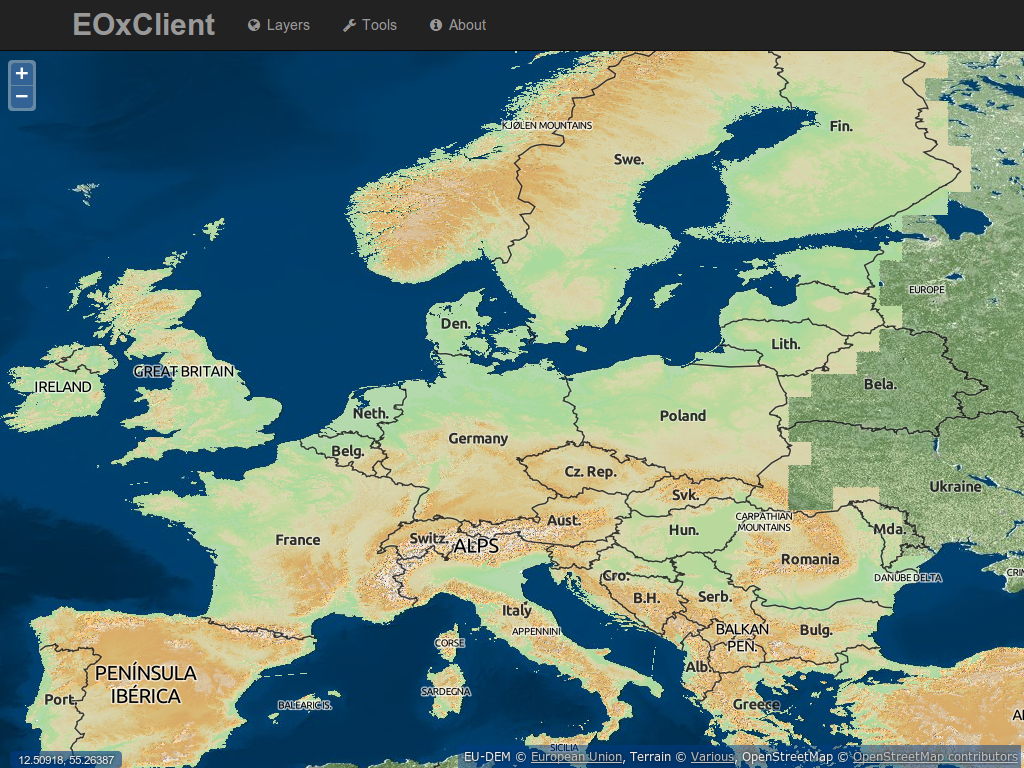 EOxClient
Layers
Tools
About
+
−
KJØLEN MOUNTAINS
Fin.
Swe.
EUROPE
Den.
Lith.
GREAT BRITAIN
IRELAND
Bela.
Neth.
Poland
Germany
Belg.
Cz. Rep.
Ukraine
Svk.
CARPATHIAN
MOUNTAINS
Aust.
Hun.
Mda.
France
Switz.
ALPS
Romania
DANUBE DELTA
CRI
Cro.
B.H.
Serb.
Italy
APPENNINI
BALKAN
PEN.
Bulg.
CORSE
Alb.
PENÍNSULA
IBÉRICA
Port.
SARDEGNA
BALEARIC IS.
Greece
A
SICILIA
12.50918, 55.26387
EU-DEM © European Union, Terrain © Various, OpenStreetMap © OpenStreetMap contributors